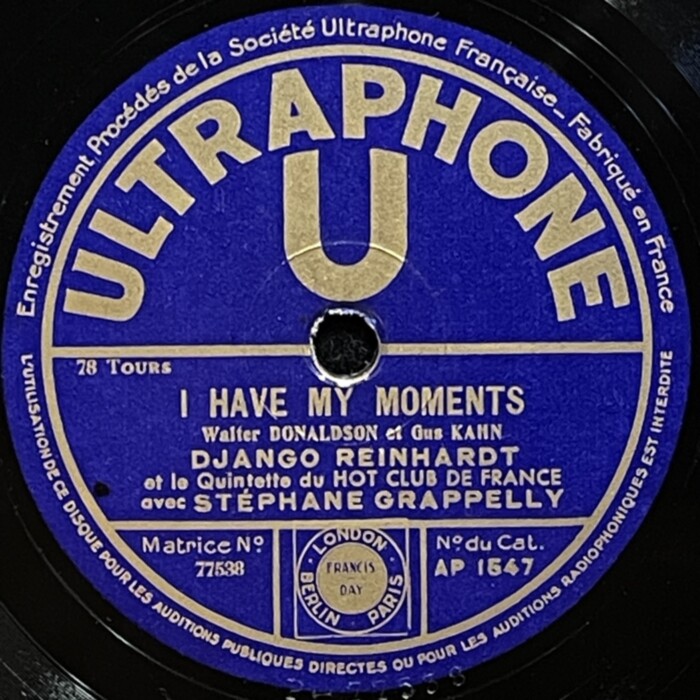 Enregistrement Procédés de la Société Ultraphone Française_ Fabriqué en France
ULTRAPHONE
U
78 TOURS
I HAVE MY MOMENTS
Walter DONALDSON et Gus KAHN
DJANGO REINHARDT
et le Quintette du HOT CLUB DE FRANCE
avec STÉPHANE GRAPPELLY
Matrice Nº
77538
LONDON
FRANCIS
DAY
BERLIN PARIS
Nº du Cat.
AP 1547
L'UTILISATION DE CE DISQUE POUR LES AUDITIONS PUBLIQUES DIRECTES OU POUR LES AUDITIONS RADIOPHONIQUES EST INTERDITE